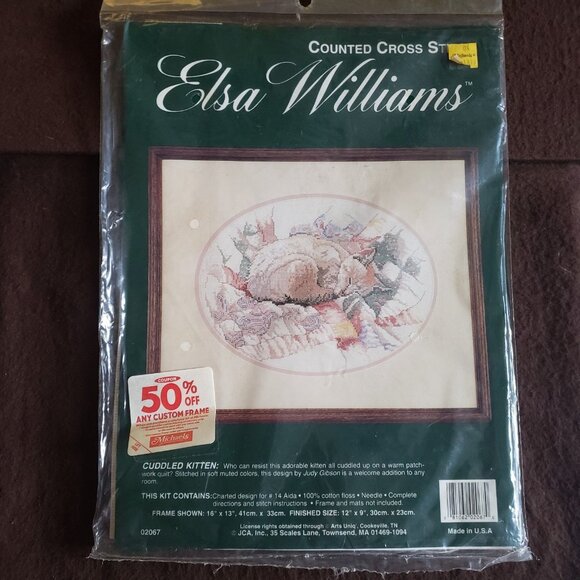 COUNTED CROSS ST
Elsa Williams™
Michaels
COUPON
50% OFF
ANY CUSTOM FRAME
Michaels
CUDDLED KITTEN: Who can resist this adorable kitten all cuddled up on a warm patch-
work quilt? Stitched in soft muted colors, this design by Judy Gibson is a welcome addition to any
room.
THIS KIT CONTAINS: Charted design for # 14 Aida • 100% cotton floss • Needle • Complete
directions and stitch instructions • Frame and mats not included.
FRAME SHOWN: 16" x 13", 41cm. x 33cm. FINISHED SIZE: 12" x 9", 30cm. x 23cm.
License rights obtained through © Arts Uniq', Cookeville, TN
02067
© JCA, Inc., 35 Scales Lane, Townsend, MA 01469-1094
Made in U.S.A